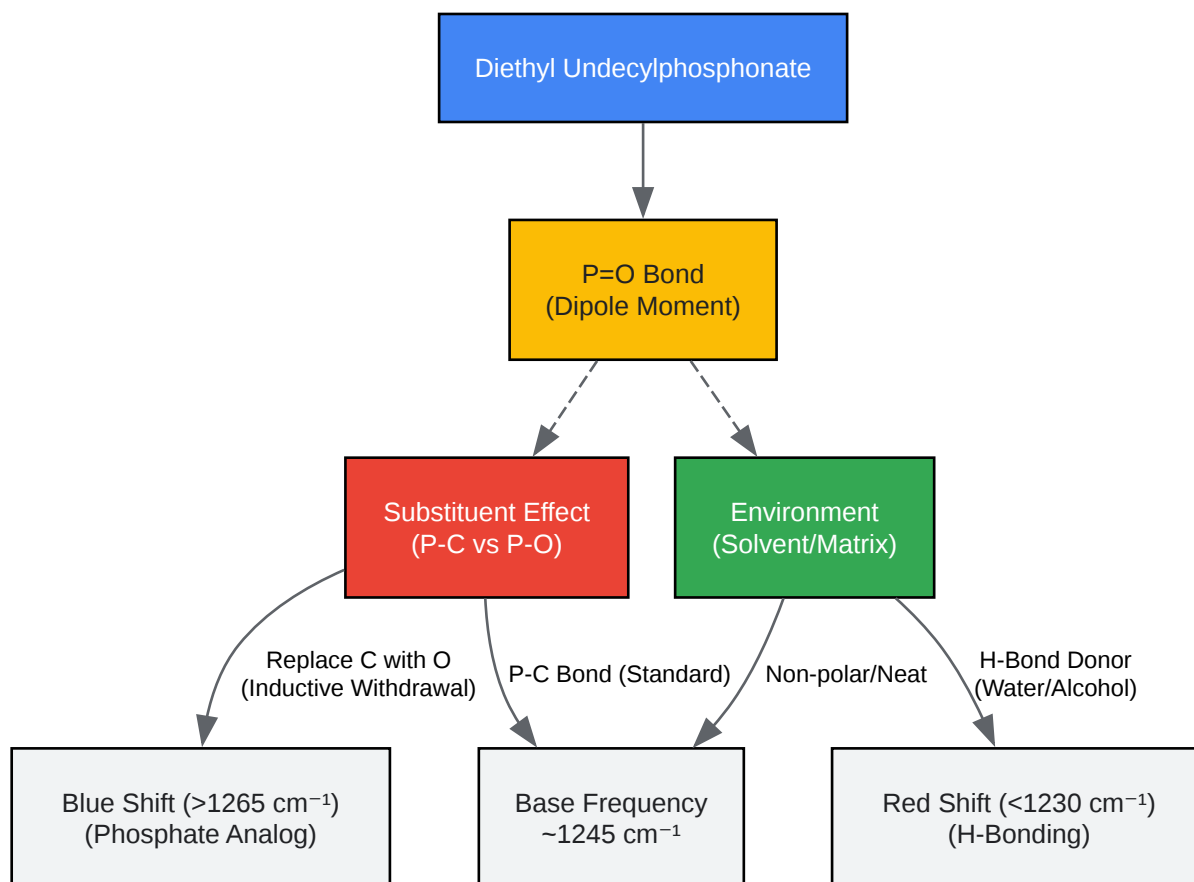 Diethyl Undecylphosphonate
P=O Bond
(Dipole Moment)
Substituent Effect
(P-C vs P-O)
Environment
(Solvent/Matrix)
Replace C with O
(Inductive Withdrawal)
P-C Bond (Standard)
Non-polar/Neat
H-Bond Donor
(Water/Alcohol)
Blue Shift (>1265 cm⁻¹)
(Phosphate Analog)
Base Frequency
~1245 cm⁻¹
Red Shift (<1230 cm⁻¹)
(H-Bonding)